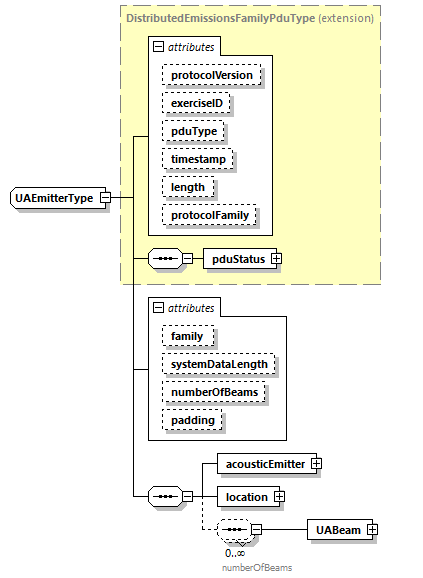 DistributedEmissionsFamilyPduType (extension)
attributes
protocolVersion
exerciseID
pduType
timestamp
length
protocolFamily
UAEmitterType
pduStatus
attributes
family
systemDataLength
numberOfBeams
padding
acousticEmitter
location
UABeam
0..∞
numberOfBeams